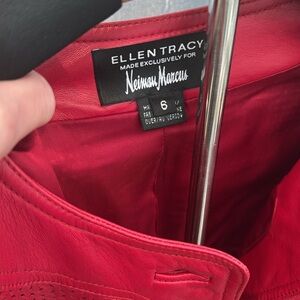 ELLEN TRACY
MADE EXCLUSIVELY FOR
Neiman Marcus
6